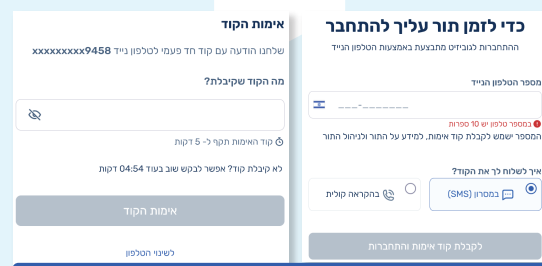 כדי לזמן תור עליך להתחבר
ההתחברות לגובוזיט מתבצעת באמצעות הטלפון הנייד
מספר הטלפון הנייד
___-_______
במספר טלפון יש 10 ספרות
המספר ישמש לקבלת קוד אימות, למידע על התור ולניהול התור
איך לשלוח לך את הקוד?
במסרון (SMS)
בהקראה קולית
לקבלת קוד אימות והתחברות
אימות הקוד
שלחנו הודעה עם קוד חד פעמי לטלפון נייד xxxxxxxxx9458
מה הקוד שקיבלת?
קוד האימות תקף ל- 5 דקות
לא קיבלת קוד? אפשר לבקש שוב בעוד 04:54 דקות
אימות הקוד
לשינוי הטלפון